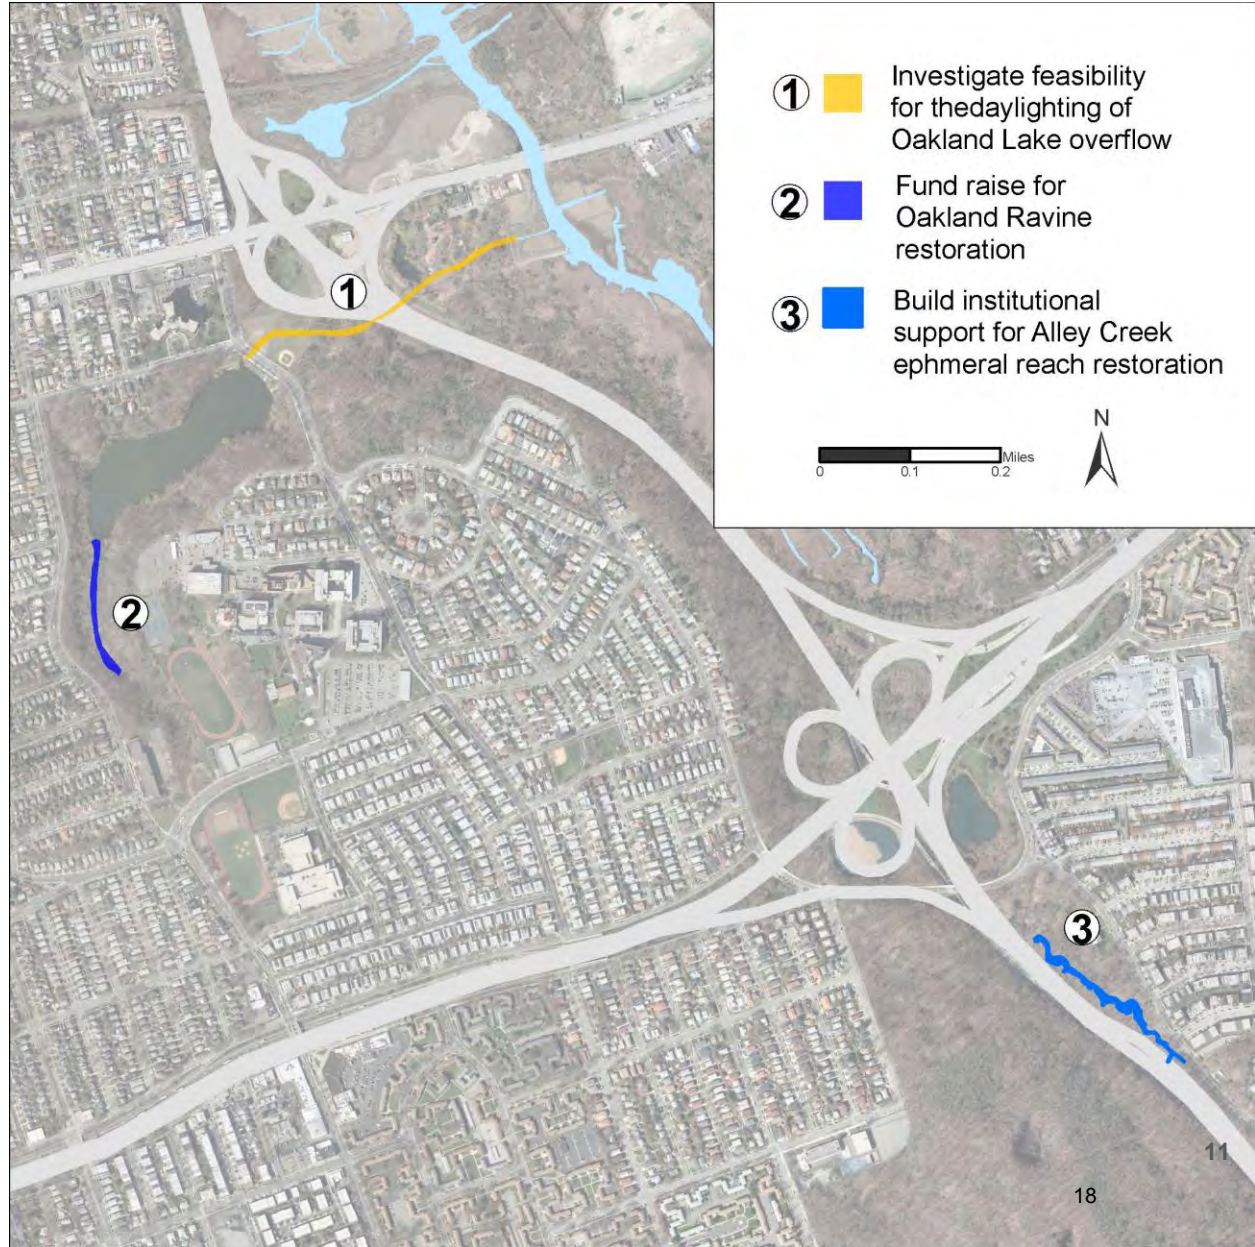 1 Investigate feasibility
for thedaylighting of
Oakland Lake overflow
2 Fund raise for
Oakland Ravine
restoration
3 Build institutional
support for Alley Creek
ephmeral reach restoration
N
Miles
0 0.1 0.2
1
2
3
11
18